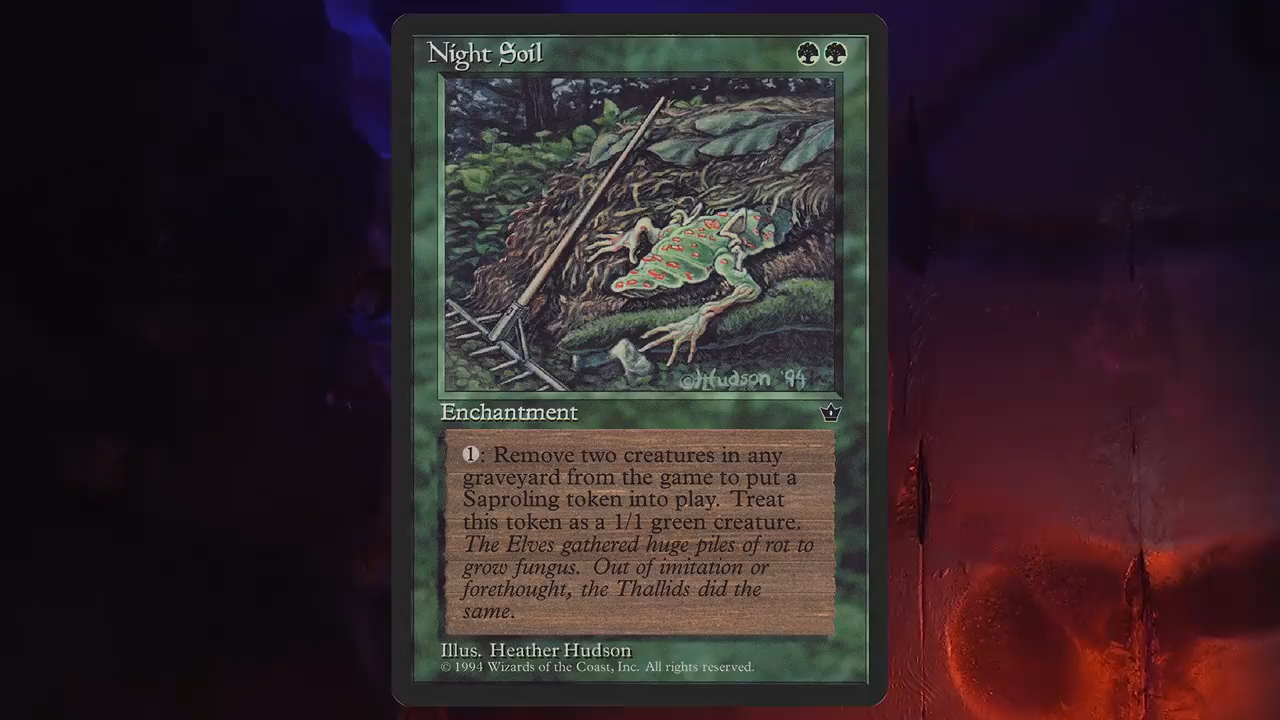 Night Soil
©HHudson '94
Enchantment
1: Remove two creatures in any
graveyard from the game to put a
Saproling token into play. Treat
this token as a 1/1 green creature.
The Elves gathered huge piles of rot to
grow fungus. Out of imitation or
forethought, the Thallids did the
same.
Illus. Heather Hudson
© 1994 Wizards of the Coast, Inc. All rights reserved.